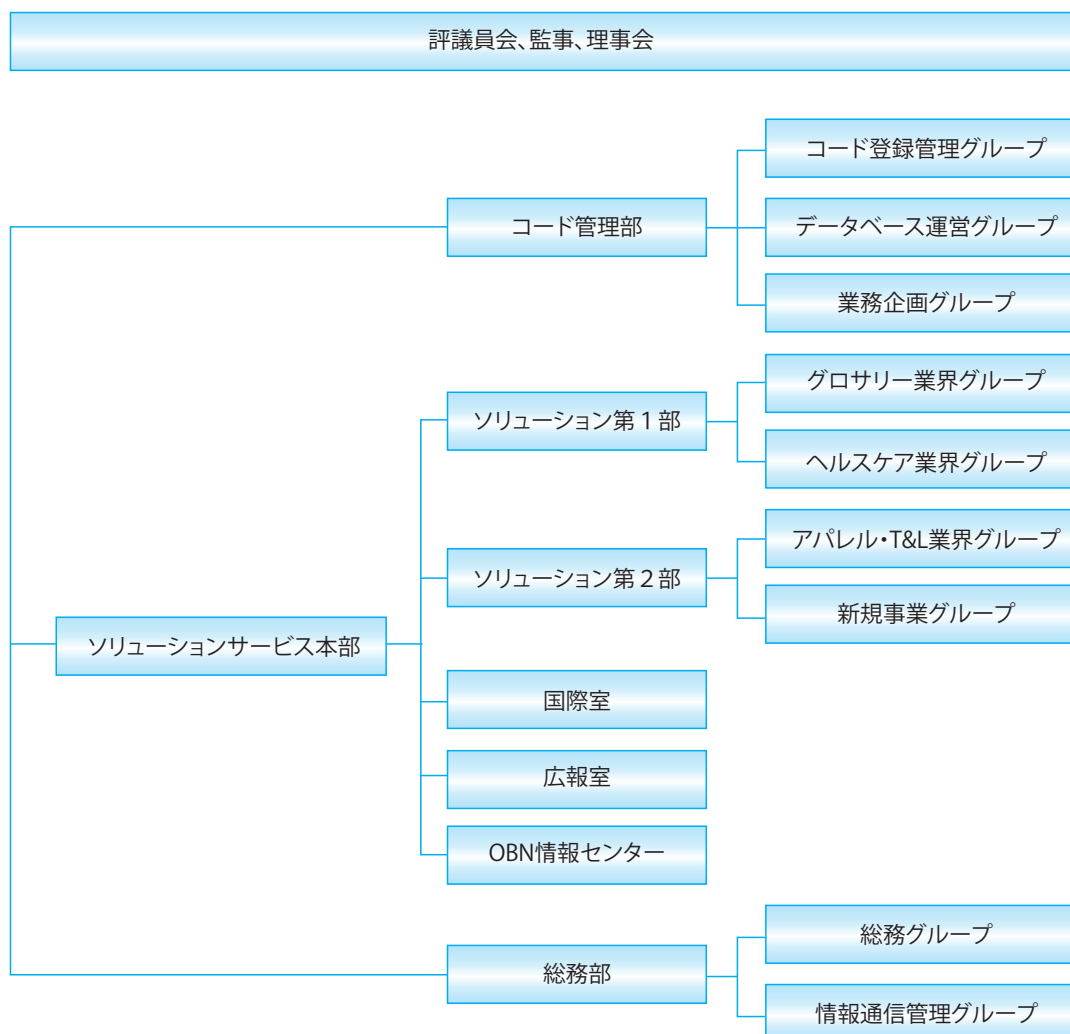 評議員会、監事、理事会
コード登録管理グループ
コード管理部
データベース運営グループ
業務企画グループ
グロサリー業界グループ
ソリューション第1部
ヘルスケア業界グループ
アパレル・T&L業界グループ
ソリューション第2部
新規事業グループ
ソリューションサービス本部
国際室
広報室
OBN情報センター
総務グループ
総務部
情報通信管理グループ